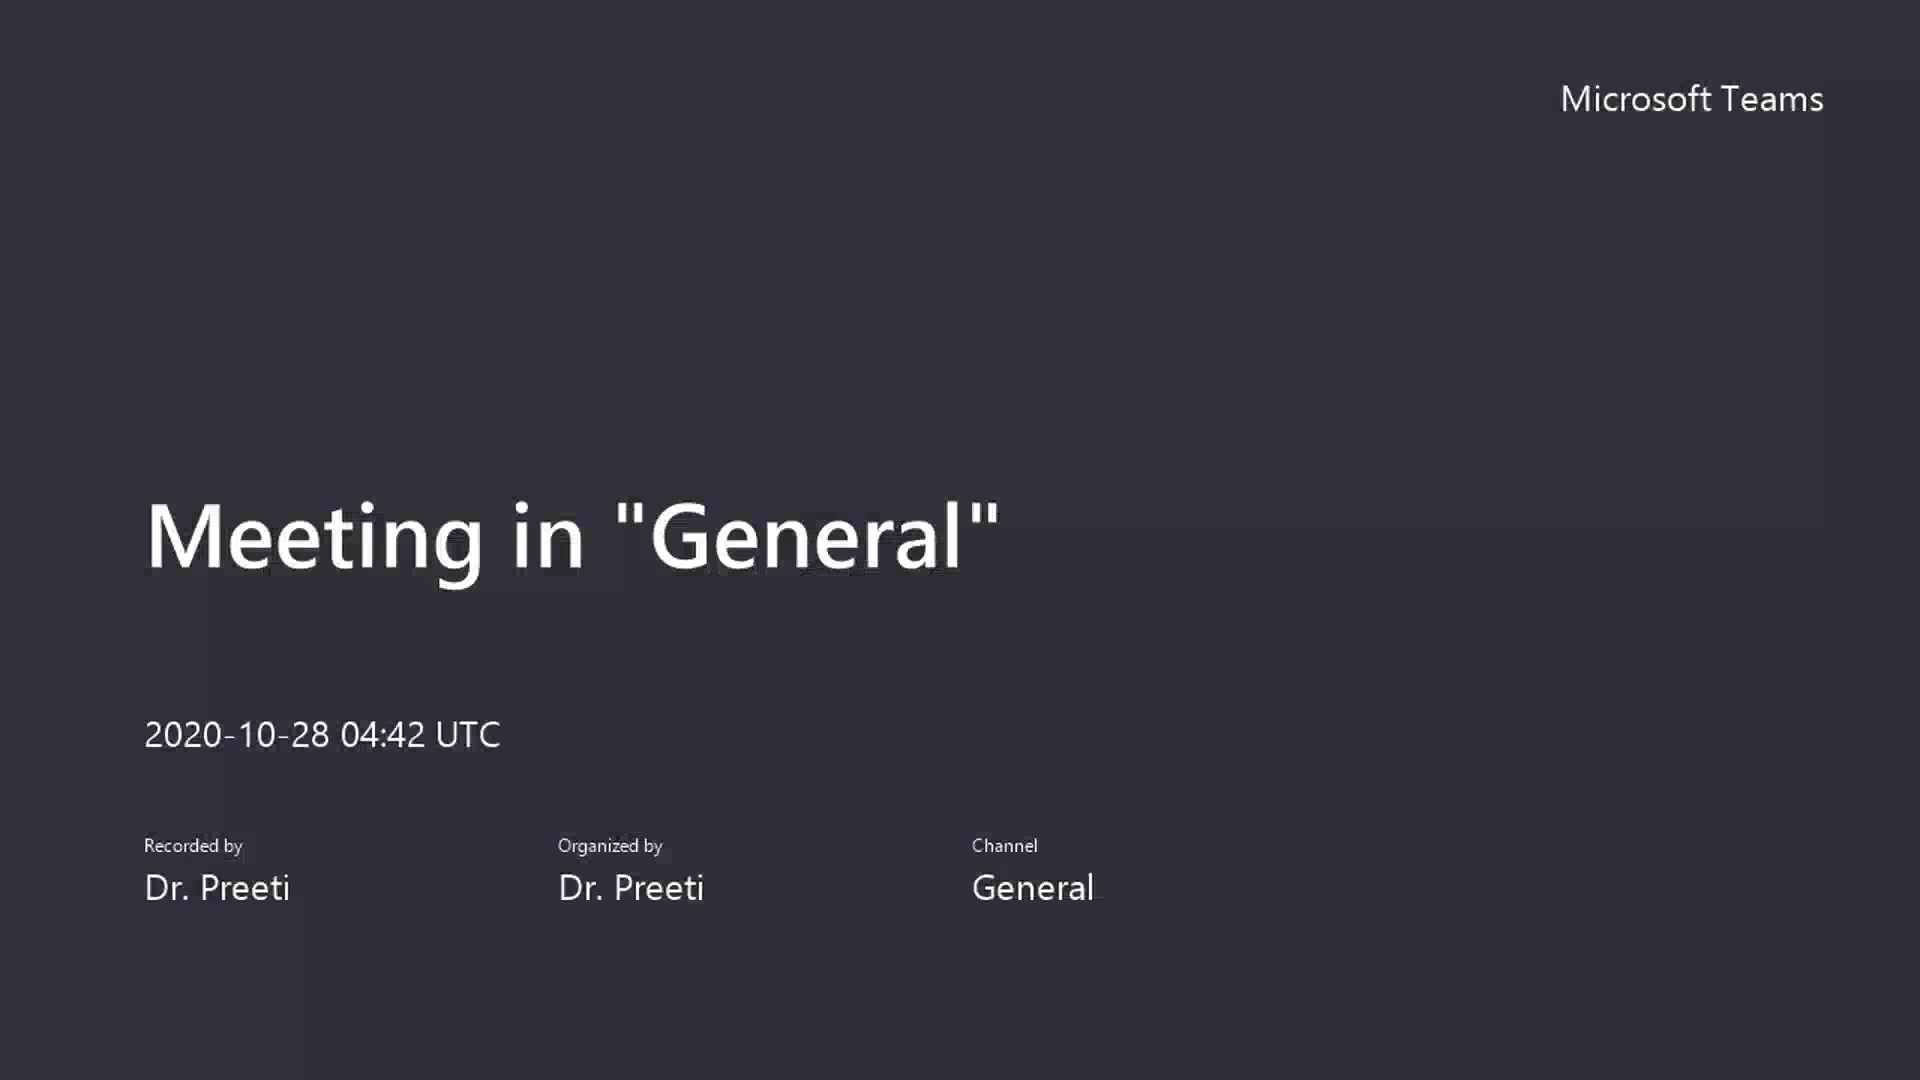 Microsoft Teams
Meeting in "General"
2020-10-28 04:42 UTC
Recorded by
Dr. Preeti
Organized by
Dr. Preeti
Channel
General